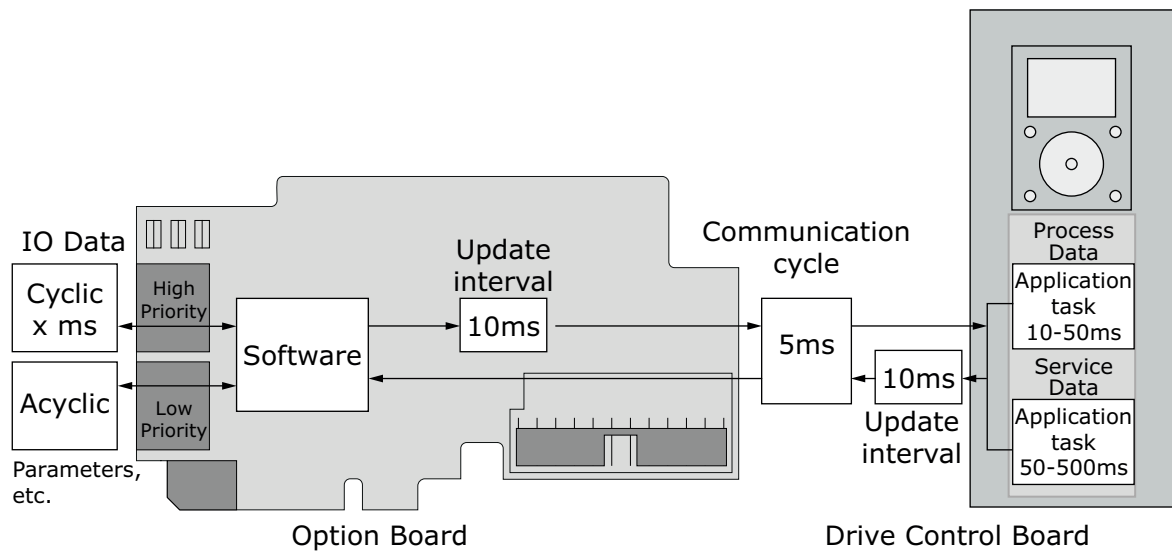 IO Data
Cyclic
x ms
Acyclic
Parameters,
etc.
High
Priority
Low
Priority
Software
Update
interval
10ms
Option Board
Communication
cycle
5ms
10ms
Update
interval
Process
Data
Application
task
10-50ms
Service
Data
Application
task
50-500ms
Drive Control Board